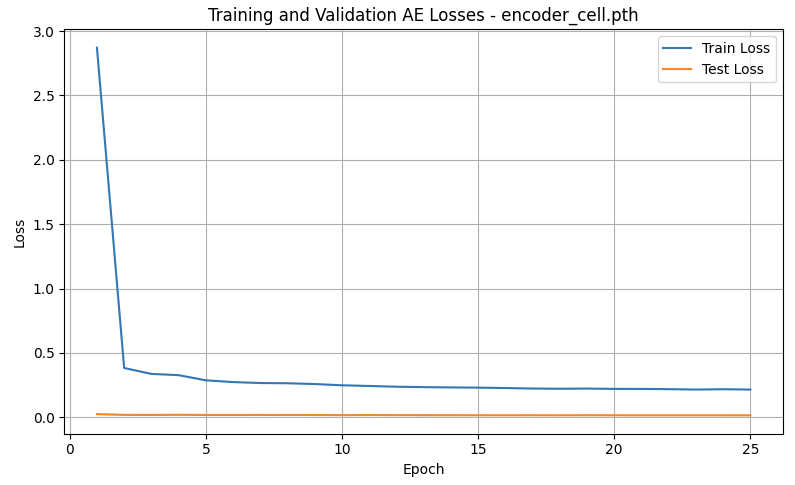 Training and Validation AE Losses - encoder_cell.pth
Train Loss
Test Loss
3.0
2.5
2.0
1.5
1.0
0.5
0.0
Loss
0 5 10 15 20 25
Epoch